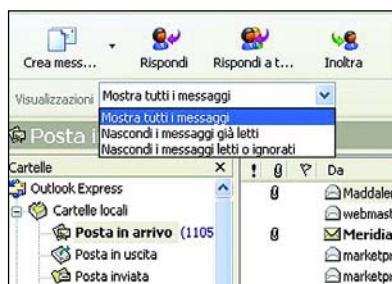 Crea mess... Rispondi Rispondi a t... Inoltra
Visualizzazioni Mostra tutti i messaggi
Mostra tutti i messaggi
Nascondi i messaggi già letti
Nascondi i messaggi letti o ignorati
Posta i
Cartelle × ! Da
Outlook Express Maddale
Cartelle locali webmast
Posta in arrivo (1105 Meridia
Posta in uscita marketpr
Posta inviata marketpr